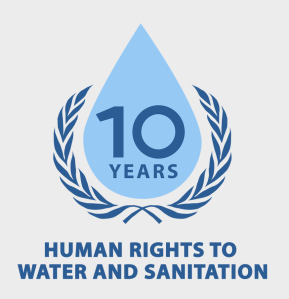 10
YEARS
HUMAN RIGHTS TO
WATER AND SANITATION